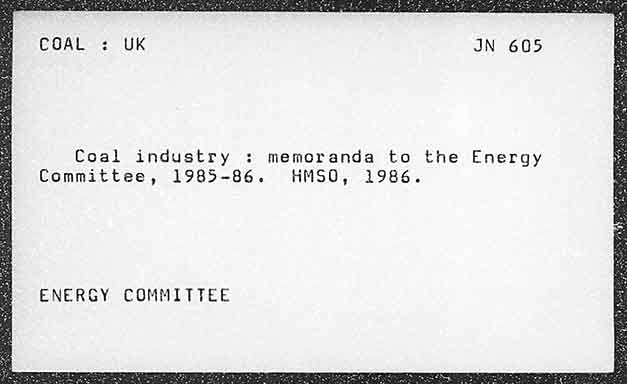 COAL : UK JN 605
Coal industry : memoranda to the Energy
Committee, 1985-86. HMSO, 1986.
ENERGY COMMITTEE